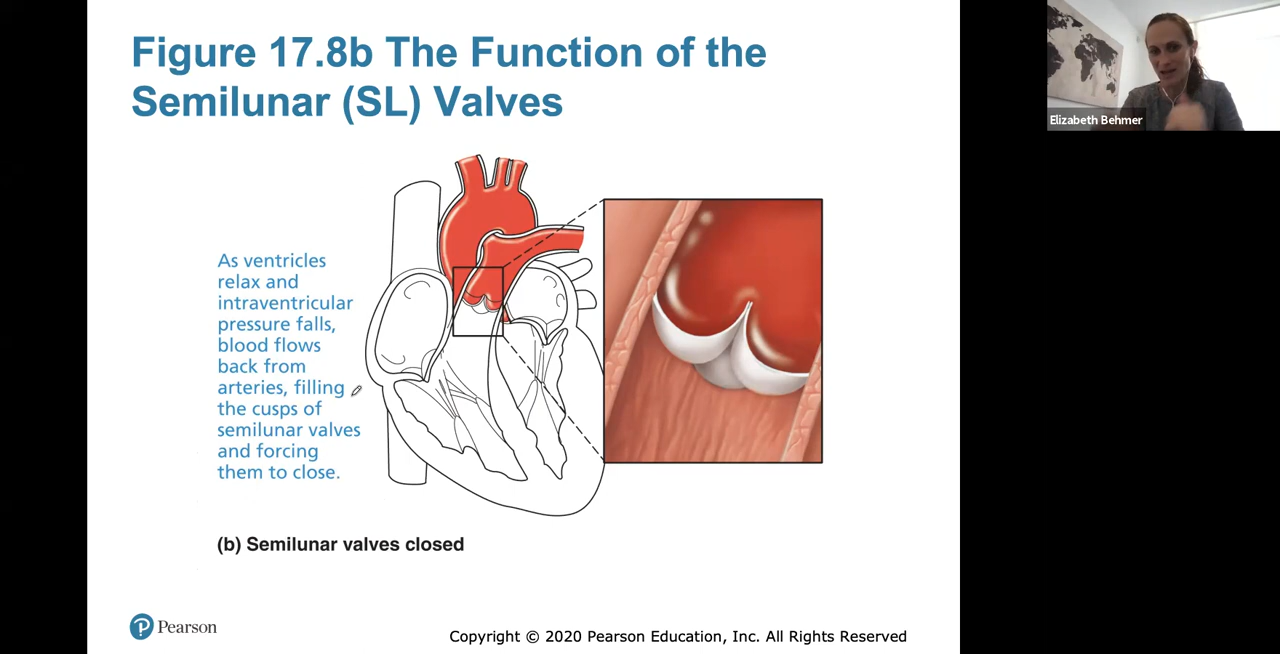 Figure 17.8b The Function of the
Semilunar (SL) Valves
Elizabeth Behmer
As ventricles
relax and
intraventricular
pressure falls,
blood flows
back from
arteries, filling
the cusps of
semilunar valves
and forcing
them to close.
(b) Semilunar valves closed
P Pearson
Copyright © 2020 Pearson Education, Inc. All Rights Reserved